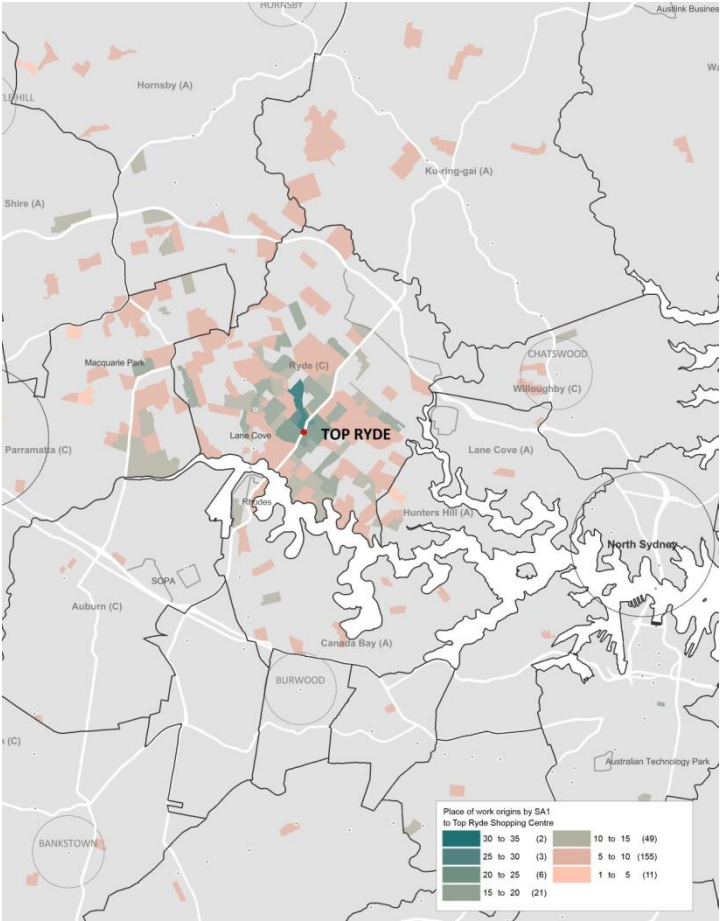 HORNSBY
Austlink Business
Hornsby (A)
Wa
LE HILL
Ku-ring-gai (A)
Shire (A)
CHATSWOOD
Macquarie Park
Ryde (C)
Willoughby (C)
Lane Cove
TOP RYDE
Parramatta (C)
Lane Cove (A)
Rhodes
Hunters Hill (A)
North Sydney
SOPA
Auburn (C)
Canada Bay (A)
BURWOOD
(C)
Australian Technology Park
BANKSTOWN
Place of work origins by SA1
to Top Ryde Shopping Centre
30 to 35 (2)
25 to 30 (3)
20 to 25 (6)
15 to 20 (21)
10 to 15 (49)
5 to 10 (155)
1 to 5 (11)